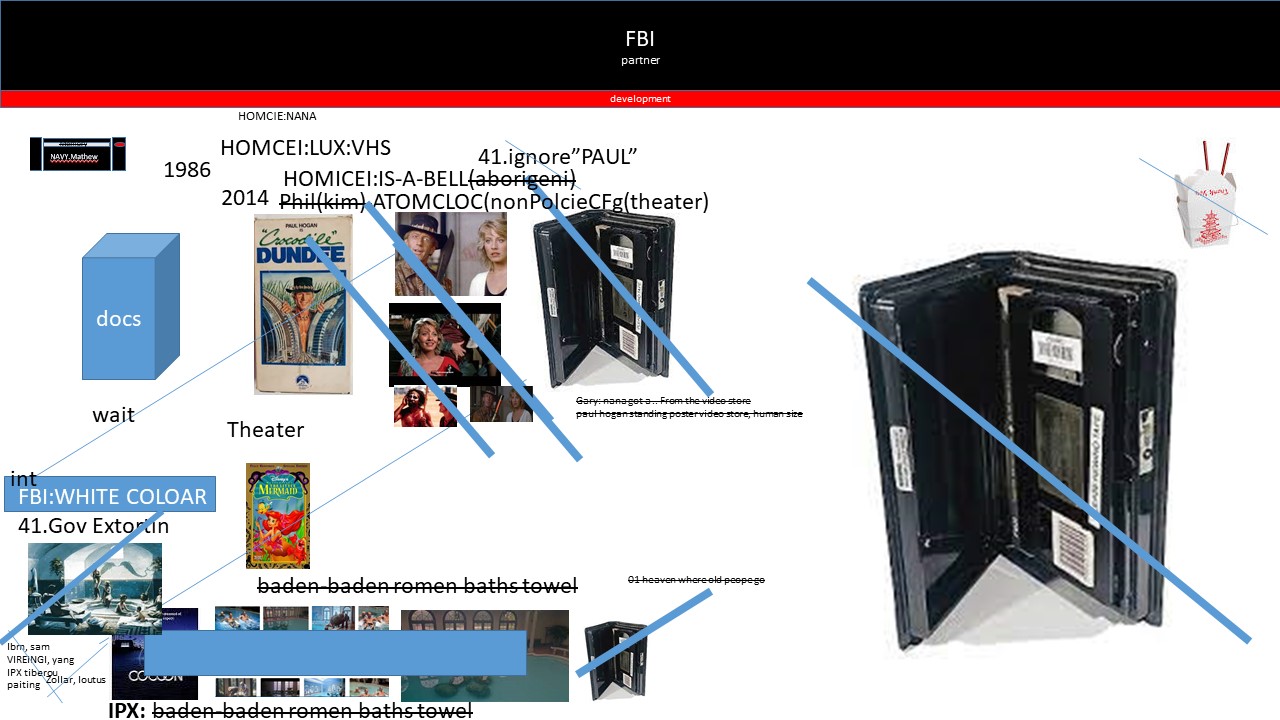 FBI
partner
development
HOMCIE:NANA
NAVY.Mathew
1986
HOMCEI:LUX:VHS
41.ignore"PAUL"
HOMICEI:IS-A-BELL(aborigeni)
2014
Phil(kim) ATOMCLOC(nonPolcieCFg(theater)
PAUL HOGAN
"Crocodile"
DUNDEE
docs
Gary: nana got a .. From the video store
paul hogan standing poster video store, human size
wait
Theater
int
FBI:WHITE COLOAR
41.Gov Extortin
Disney's
MERMAID
baden-baden romen baths towel
01 heaven where old peope go
Ibrn, sam
VIREINGI, yang
IPX tiberou
paiting
Zollar, loutus
COCOON
IPX: baden-baden romen baths towel